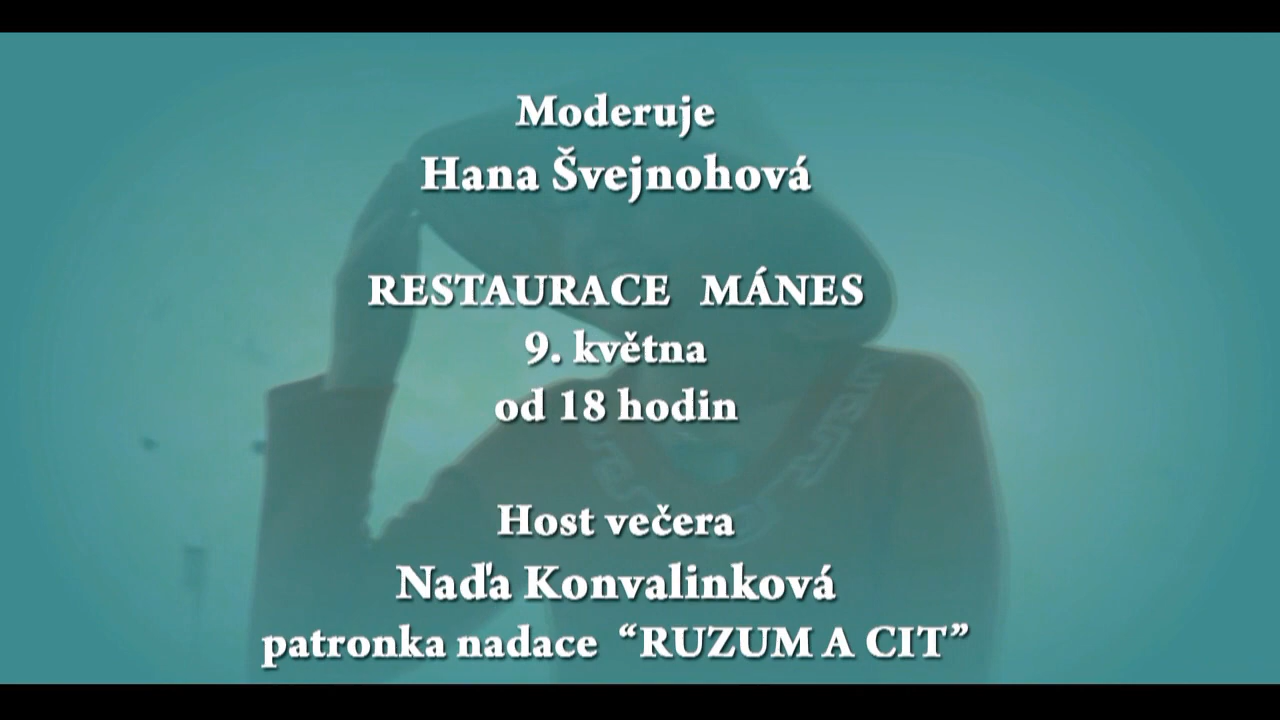 Moderuje
Hana Švejnohová
RESTAURACE MÁNES
9. května
od 18 hodin
Host večera
Naďa Konvalinková
patronka nadace “RUZUM A CIT”